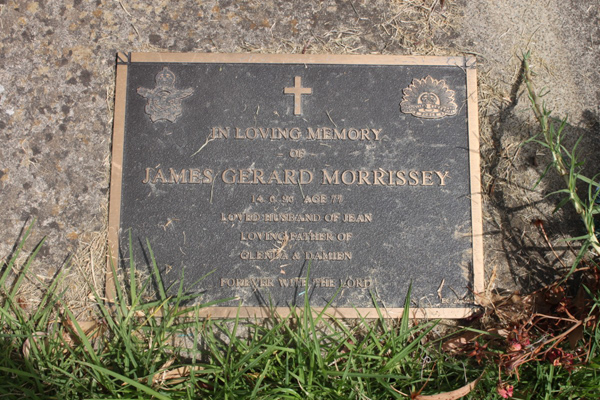 IN LOVING MEMORY
OF
JAMES GERARD MORRISSEY
14. 6. 96 AGE 77
LOVED HUSBAND OF JEAN
LOVING FATHER OF
GLENDA & DAMIEN
FOREVER WITH THE LORD